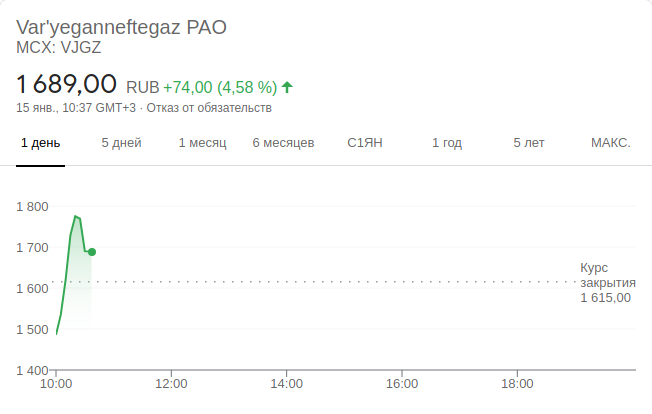 Var'yeganneftegaz PAO
MCX: VJGZ
1 689,00 RUB +74,00 (4,58 %)
15 янв., 10:37 GMT+3 · Отказ от обязательств
1 день 5 дней 1 месяц 6 месяцев С1ЯН 1 год 5 лет МАКС.
1 800
1 700
1 600
1 500
1 400
Курс
закрытия
1 615,00
10:00 12:00 14:00 16:00 18:00